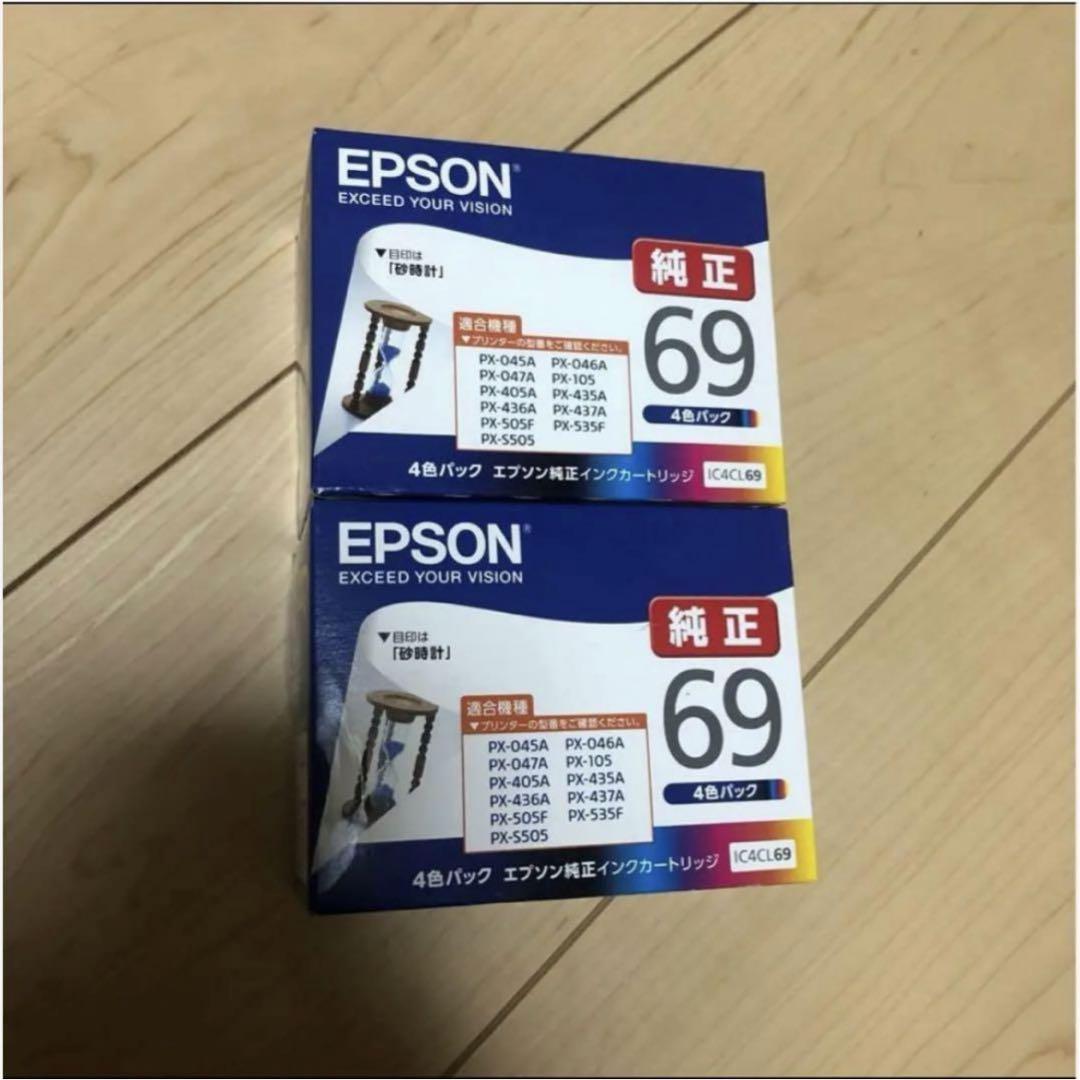 EPSON®
EXCEED YOUR VISION
▼目印は
「砂時計」
純正
69
4色パック
適合機種
▼プリンターの型番をご確認ください。
PX-045A PX-046A
PX-047A PX-105
PX-405A PX-435A
PX-436A PX-437A
PX-505F PX-535F
PX-S505
4色パック エプソン純正インクカートリッジ IC4CL69
EPSON®
EXCEED YOUR VISION
▼目印は
「砂時計」
純正
69
4色パック
適合機種
▼プリンターの型番をご確認ください。
PX-045A PX-046A
PX-047A PX-105
PX-405A PX-435A
PX-436A PX-437A
PX-505F PX-535F
PX-S505
4色パック エプソン純正インクカートリッジ IC4CL69